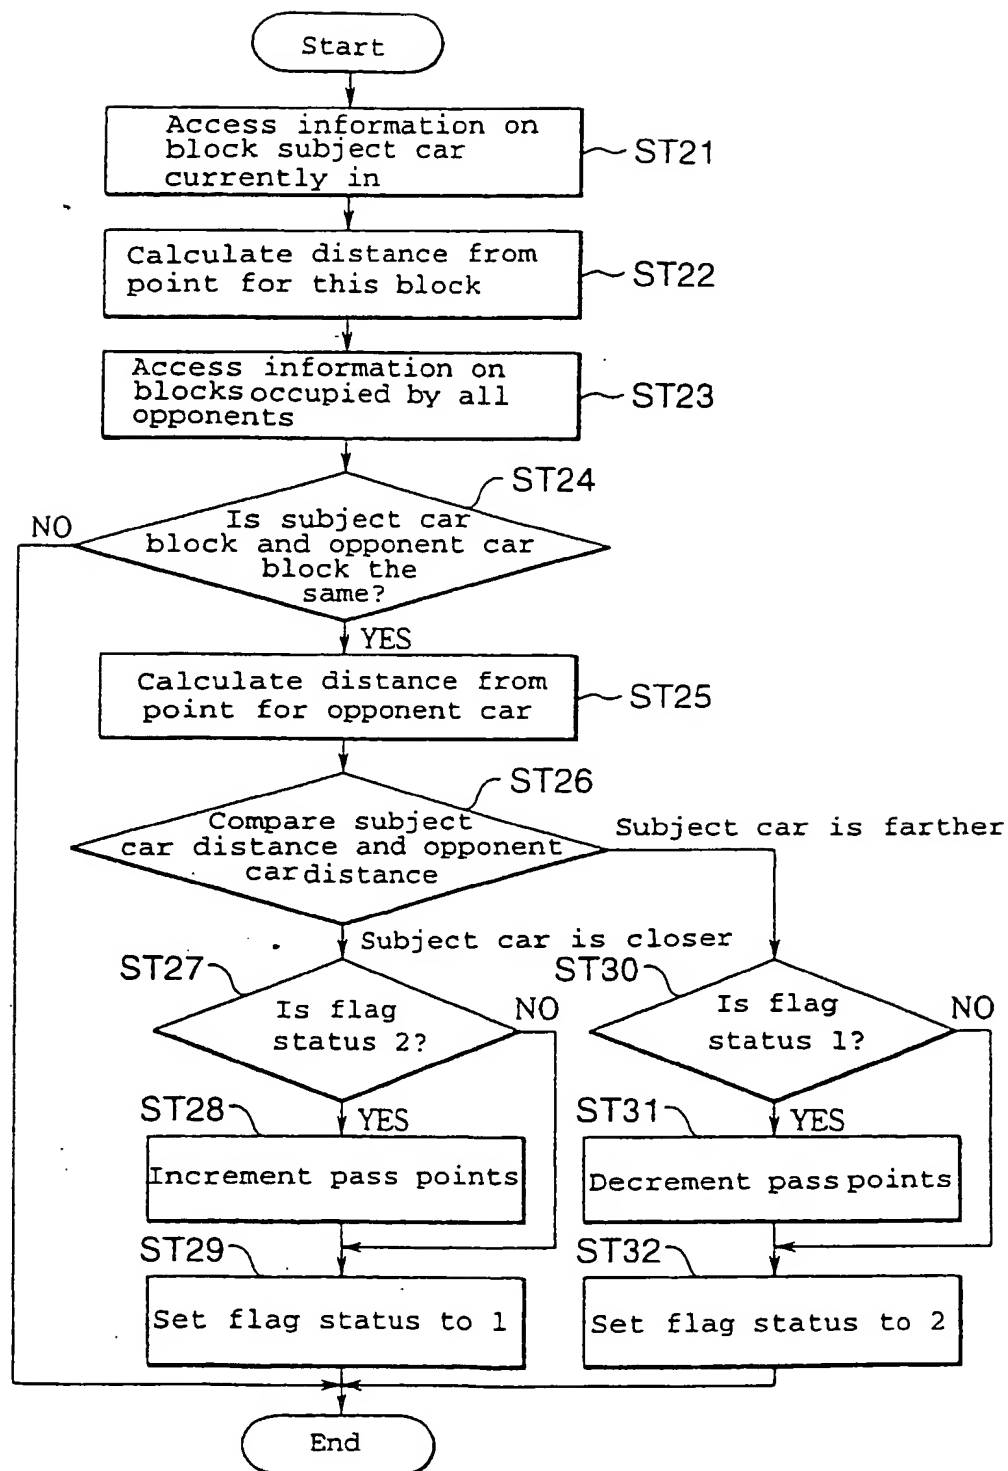 Start
Access information on
block subject car
currently in
ST21
Calculate distance from
point for this block
ST22
Access information on
blocks occupied by all
opponents
ST23
ST24
NO
Is subject car
block and opponent car
block the
same?
YES
Calculate distance from
point for opponent car
ST25
ST26
Compare subject
car distance and opponent
car distance
Subject car is farther
Subject car is closer
ST27
Is flag
status 2?
NO
ST30
Is flag
status 1?
NO
ST28
YES
Increment pass points
ST31
YES
Decrement pass points
ST29
Set flag status to 1
ST32
Set flag status to 2
End